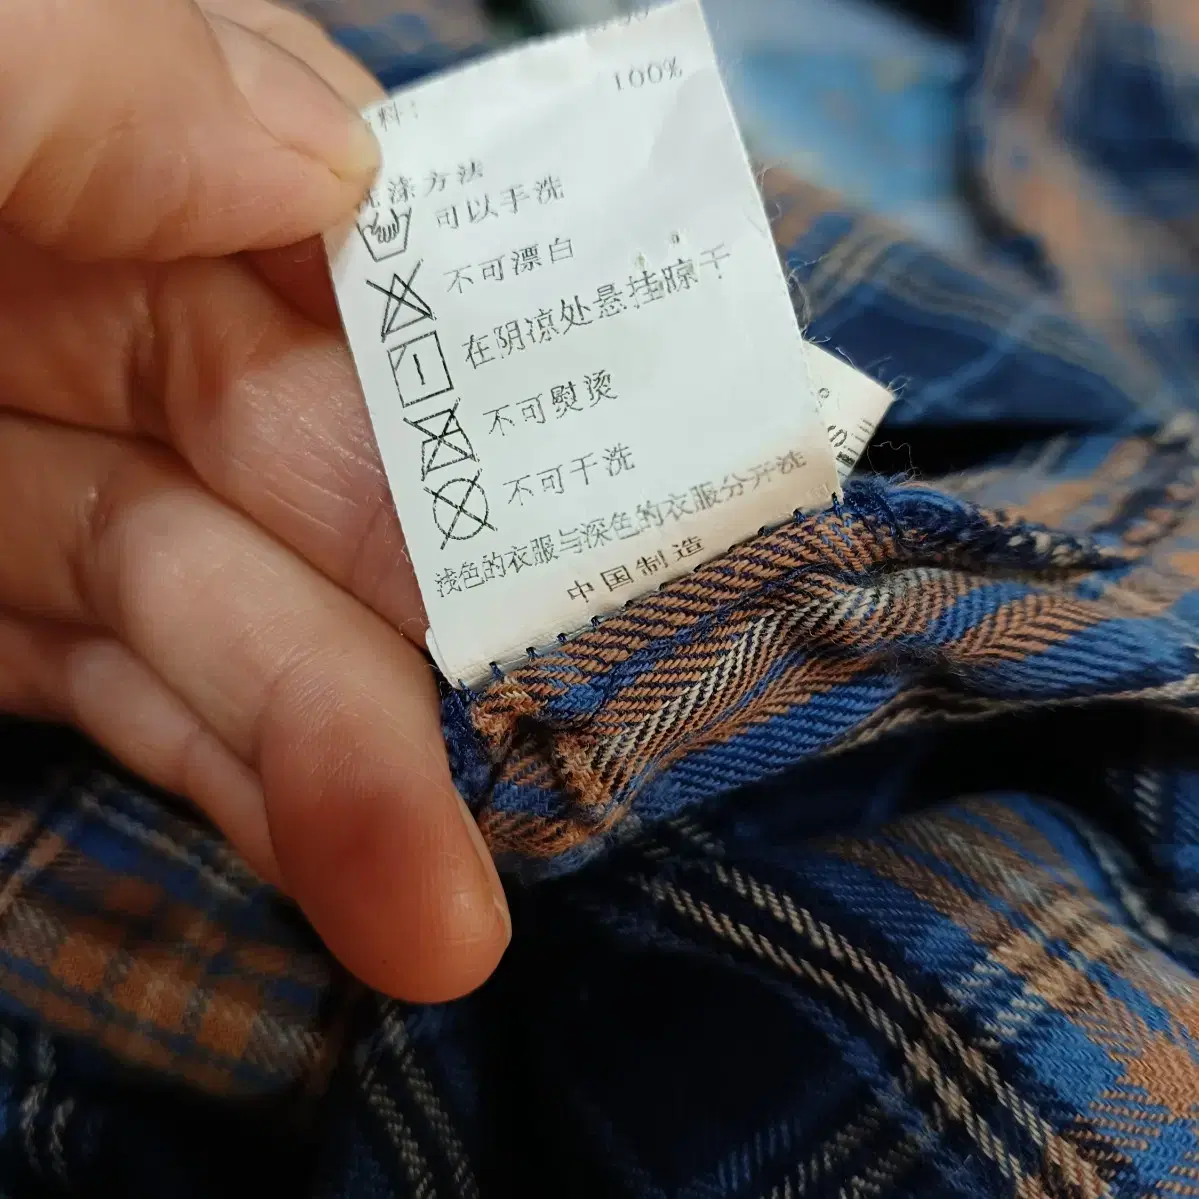 料：
100%
洗涤方法
可以手洗
不可漂白
在阴凉处悬挂晾干
不可熨烫
不可干洗
浅色的衣服与深色的衣服分开洗
中国制造